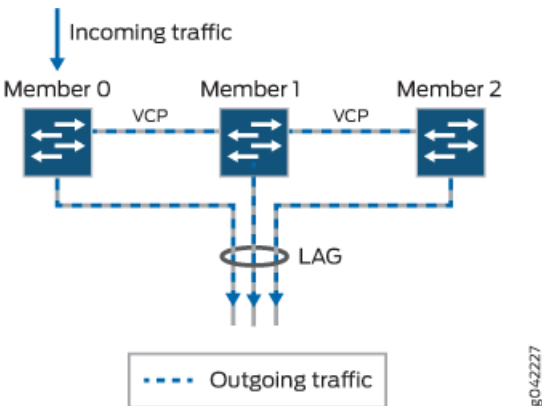 Incoming traffic
Member 0
Member 1
Member 2
VCP
VCP
LAG
Outgoing traffic
g042227